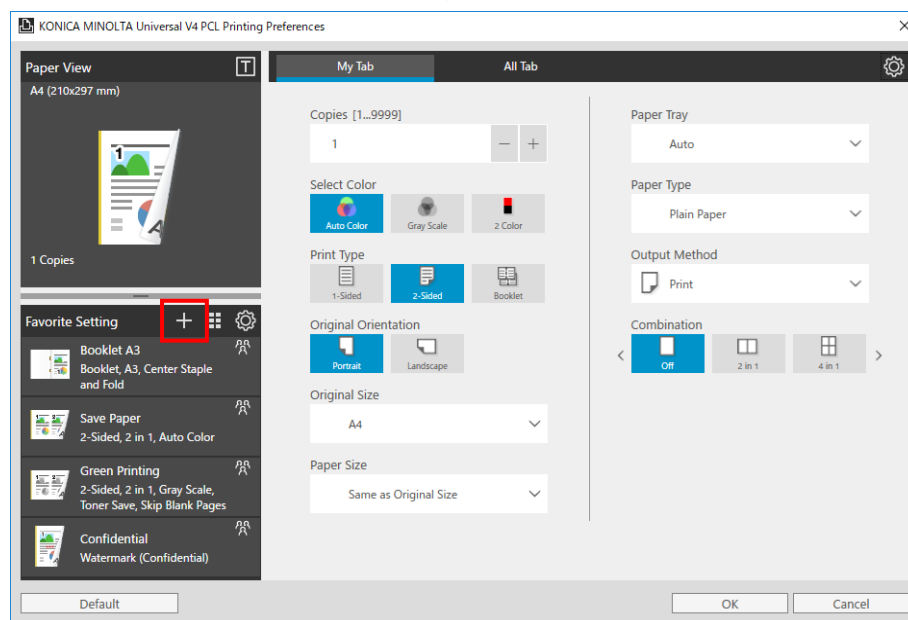 KONICA MINOLTA Universal V4 PCL Printing Preferences
Paper View
T
A4 (210x297 mm)
1
1 Copies
Favorite Setting
Booklet A3
Booklet, A3, Center Staple
and Fold
Save Paper
2-Sided, 2 in 1, Auto Color
Green Printing
2-Sided, 2 in 1, Gray Scale,
Toner Save, Skip Blank Pages
Confidential
Watermark (Confidential)
My Tab
All Tab
Copies [1...9999]
1
Select Color
Auto Color
Gray Scale
2 Color
Print Type
1-Sided
2-Sided
Booklet
Original Orientation
Portrait
Landscape
Original Size
A4
Paper Size
Same as Original Size
Paper Tray
Auto
Paper Type
Plain Paper
Output Method
Print
Combination
Off
2 in 1
4 in 1
Default
OK
Cancel